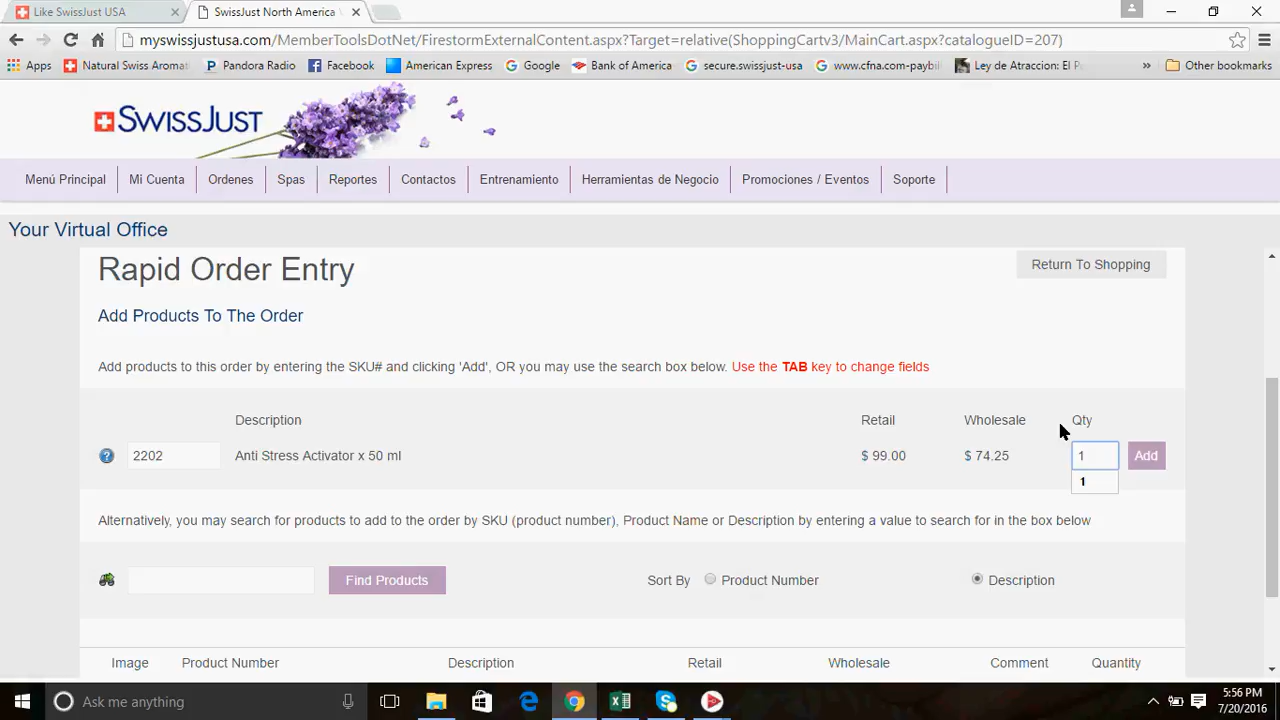 Like SwissJust USA
SwissJust North America
myswissjustusa.com/MemberToolsDotNet/FirestormExternalContent.aspx?Target=relative(ShoppingCartv3/MainCart.aspx?catalogueID=207)
Apps Natural Swiss Aromat Pandora Radio Facebook American Express Google Bank of America secure.swissjust-usa www.cfna.com-paybil Ley de Atraccion: El P » Other bookmarks
SWISSJUST
Menú Principal Mi Cuenta Ordenes Spas Reportes Contactos Entrenamiento Herramientas de Negocio Promociones / Eventos Soporte
Your Virtual Office
Rapid Order Entry
Return To Shopping
Add Products To The Order
Add products to this order by entering the SKU# and clicking 'Add', OR you may use the search box below. Use the TAB key to change fields
Description Retail Wholesale Qty
2202 Anti Stress Activator x 50 ml $ 99.00 $ 74.25 1 Add
1
Alternatively, you may search for products to add to the order by SKU (product number), Product Name or Description by entering a value to search for in the box below
Find Products Sort By Product Number Description
Image Product Number Description Retail Wholesale Comment Quantity
Ask me anything
5:56 PM
7/20/2016